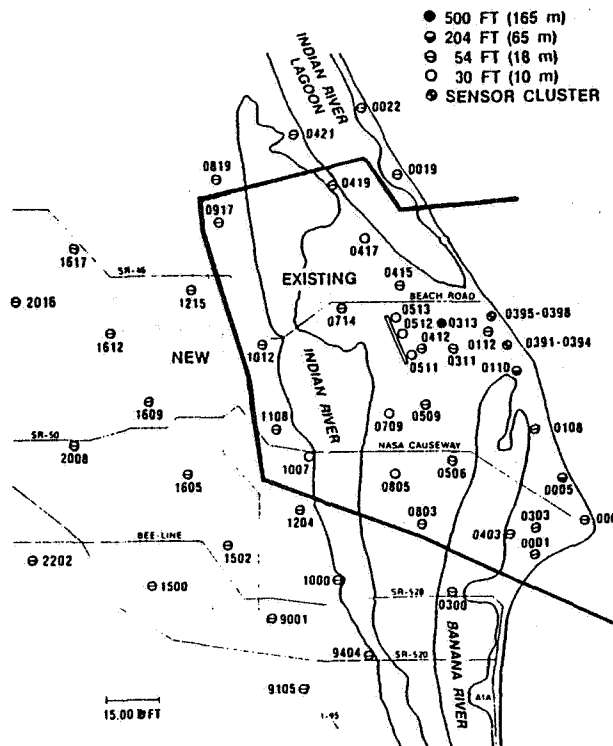 500 FT (165 m)
204 FT (65 m)
54 FT (18 m)
30 FT (10 m)
SENSOR CLUSTER
INDIAN RIVER
LAGOON
0022
0421
0019
0819
0419
0917
0417
1617
SR-46
EXISTING
0415
1215
BEACH ROAD
2016
0714
0513
0395-0398
0512
0313
1612
0412
0112
0391-0394
NEW
1012
0511
0311
0110
INDIAN RIVER
1609
0509
1108
0709
0108
SR-50
NASA CAUSEWAY
2008
1007
0506
1605
0805
0005
1204
0803
0303
0403
BEE-LINE
1502
0001
2202
1500
1000
SR-528
0300
9001
BANANA RIVER
9404
SR-520
9105
A1A
I-95